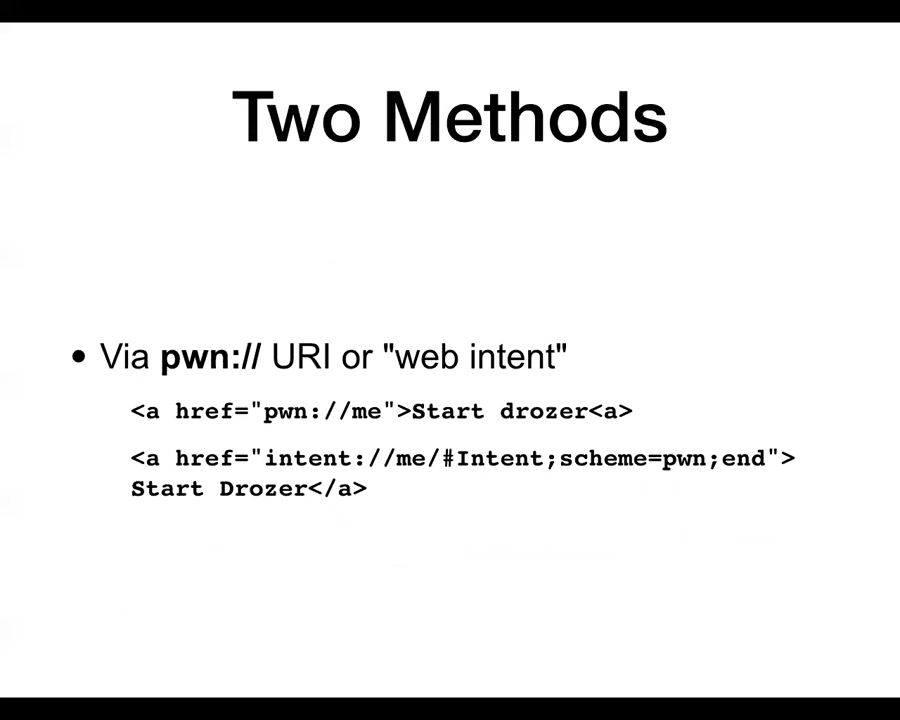 Two Methods
• Via pwn:// URI or "web intent"
<a href="pwn://me">Start drozer<a>
<a href="intent://me/#Intent;scheme=pwn;end">
Start Drozer</a>